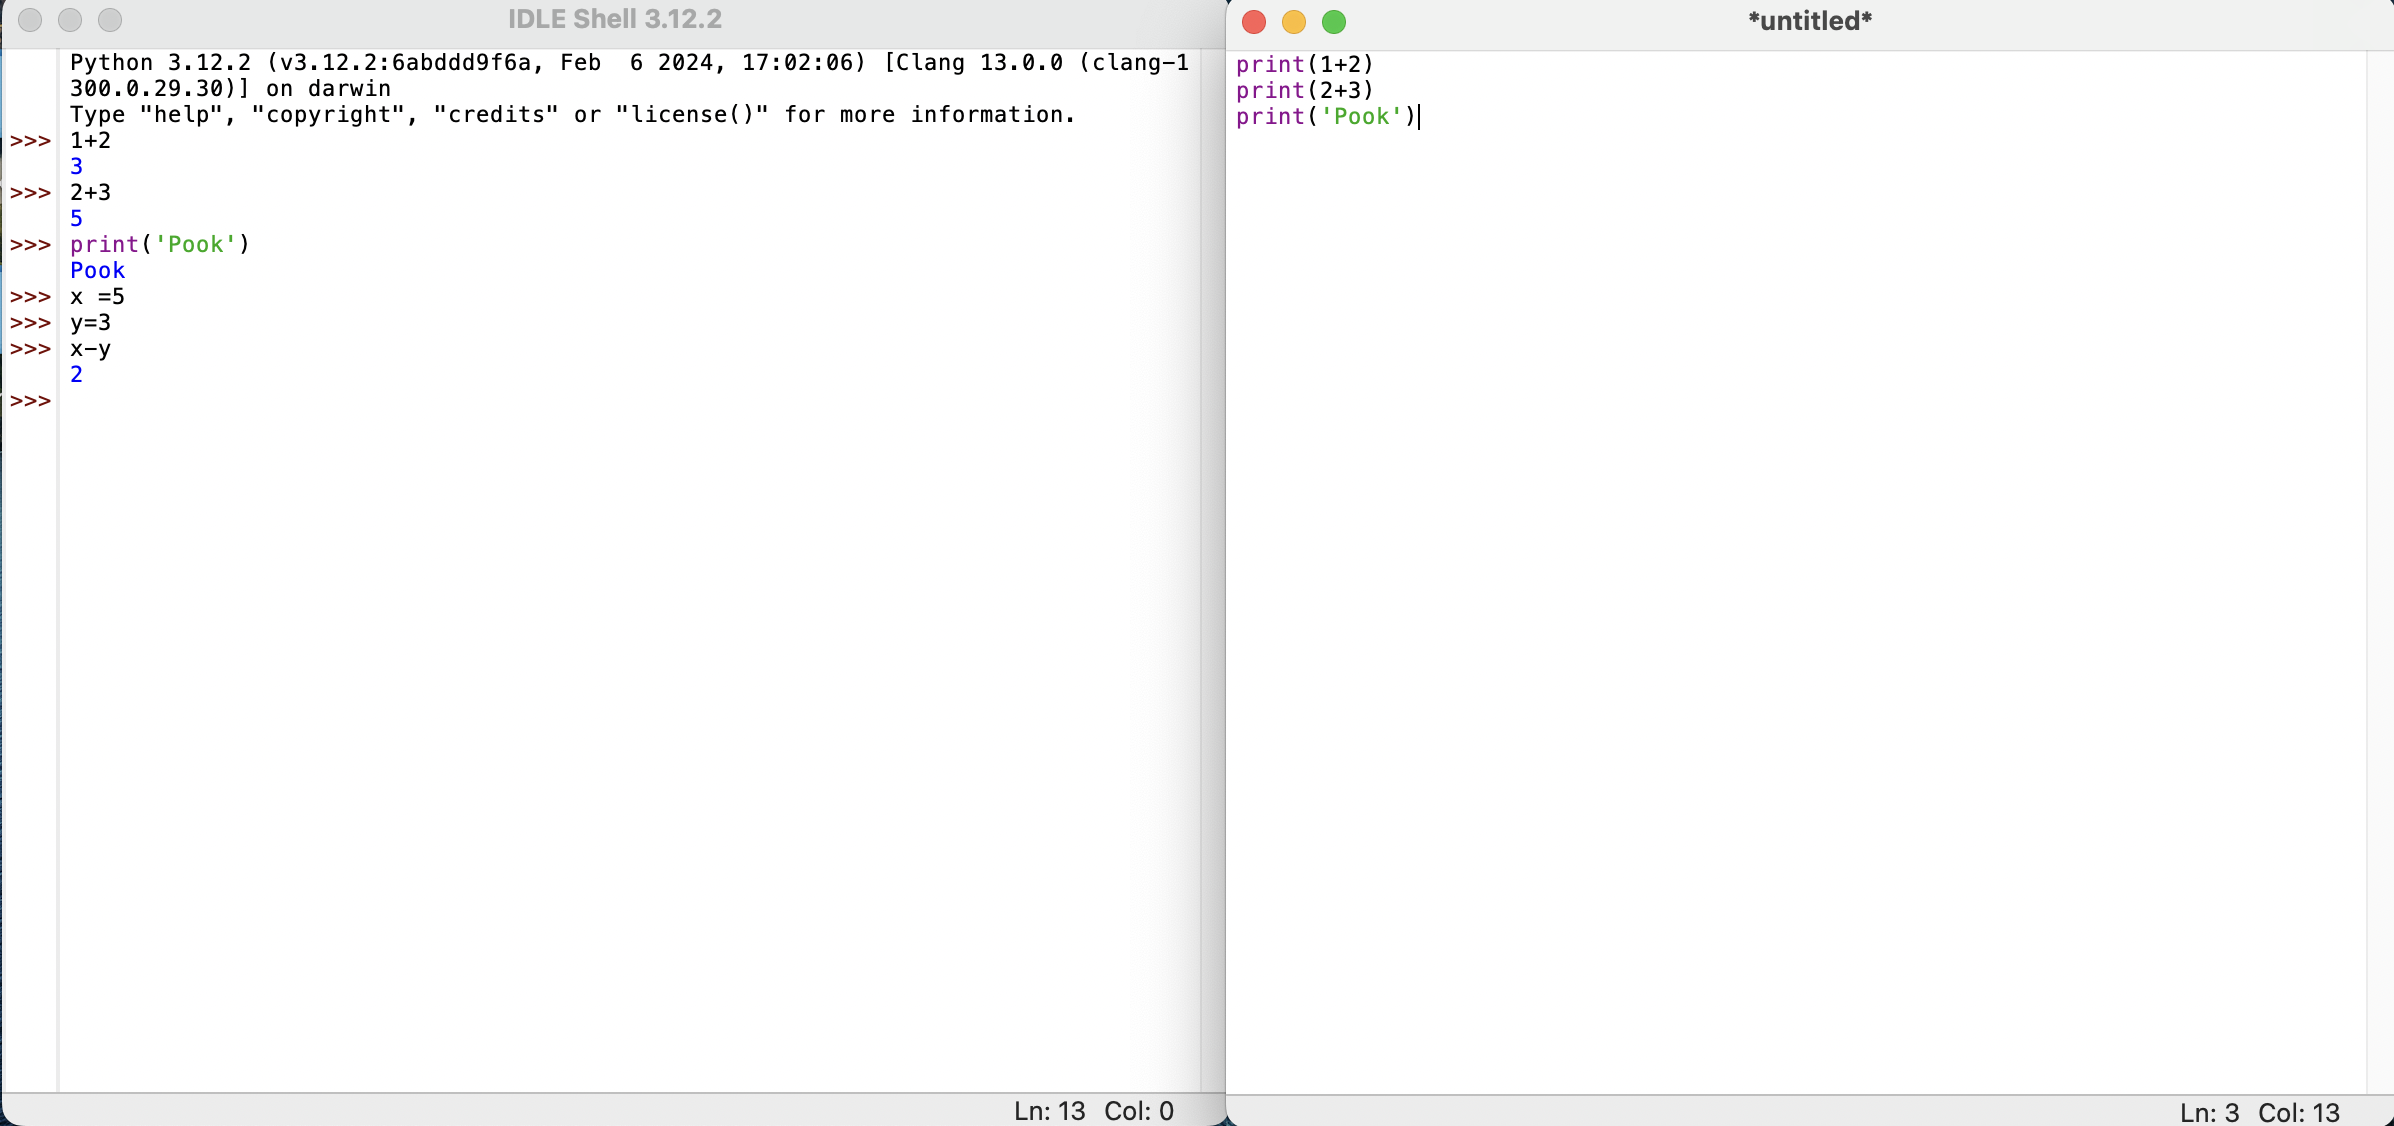 IDLE Shell 3.12.2
Python 3.12.2 (v3.12.2:6abddd9f6a, Feb  6 2024, 17:02:06) [Clang 13.0.0 (clang-1
300.0.29.30)] on darwin
Type "help", "copyright", "credits" or "license()" for more information.
>>> 1+2
3
>>> 2+3
5
>>> print('Pook')
Pook
>>> x =5
>>> y=3
>>> x-y
2
>>>
Ln: 13 Col: 0
*untitled*
print(1+2)
print(2+3)
print('Pook')
Ln: 3 Col: 13